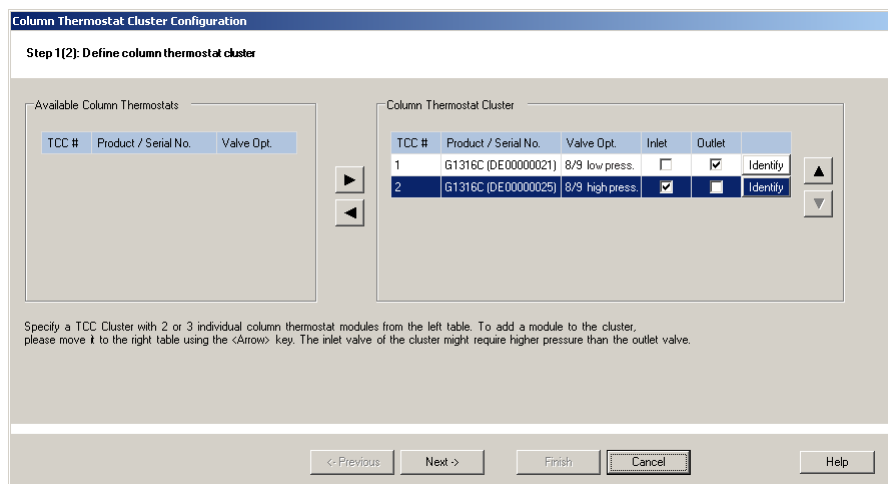 Column Thermostat Cluster Configuration
Step 1(2): Define column thermostat cluster
Available Column Thermostats
TCC # Product / Serial No. Valve Opt.
Column Thermostat Cluster
TCC # Product / Serial No. Valve Opt. Inlet Outlet
1 G1316C (DE00000021) 8/9 low press. Identify
2 G1316C (DE00000025) 8/9 high press. Identify
Specify a TCC Cluster with 2 or 3 individual column thermostat modules from the left table. To add a module to the cluster,
please move it to the right table using the <Arrow> key. The inlet valve of the cluster might require higher pressure than the outlet valve.
<- Previous Next -> Finish Cancel Help